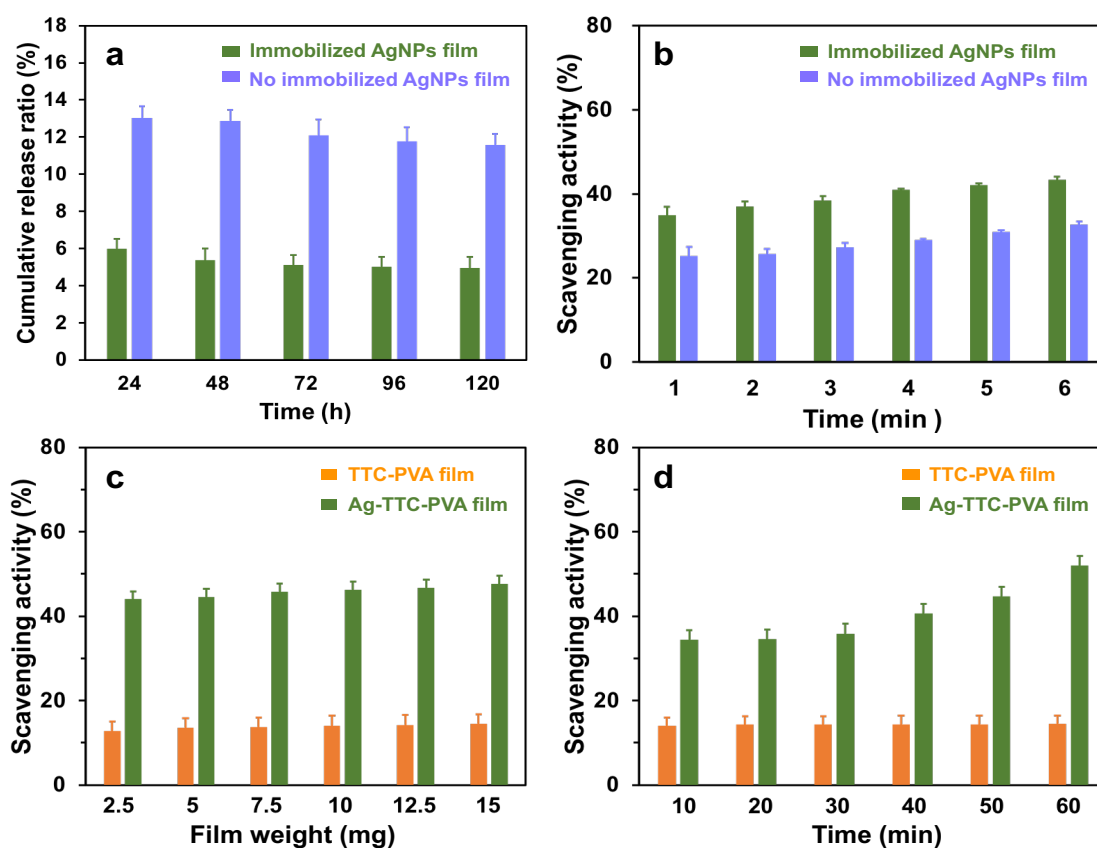 a
Immobilized AgNPs film
No immobilized AgNPs film
Cumulative release ratio (%)
18
16
14
12
10
8
6
4
2
0
24 48 72 96 120
Time (h)
b
Immobilized AgNPs film
No immobilized AgNPs film
Scavenging activity (%)
80
60
40
20
0
1 2 3 4 5 6
Time (min )
c
TTC-PVA film
Ag-TTC-PVA film
Scavenging activity (%)
80
60
40
20
0
2.5 5 7.5 10 12.5 15
Film weight (mg)
d
TTC-PVA film
Ag-TTC-PVA film
Scavenging activity (%)
80
60
40
20
0
10 20 30 40 50 60
Time (min)